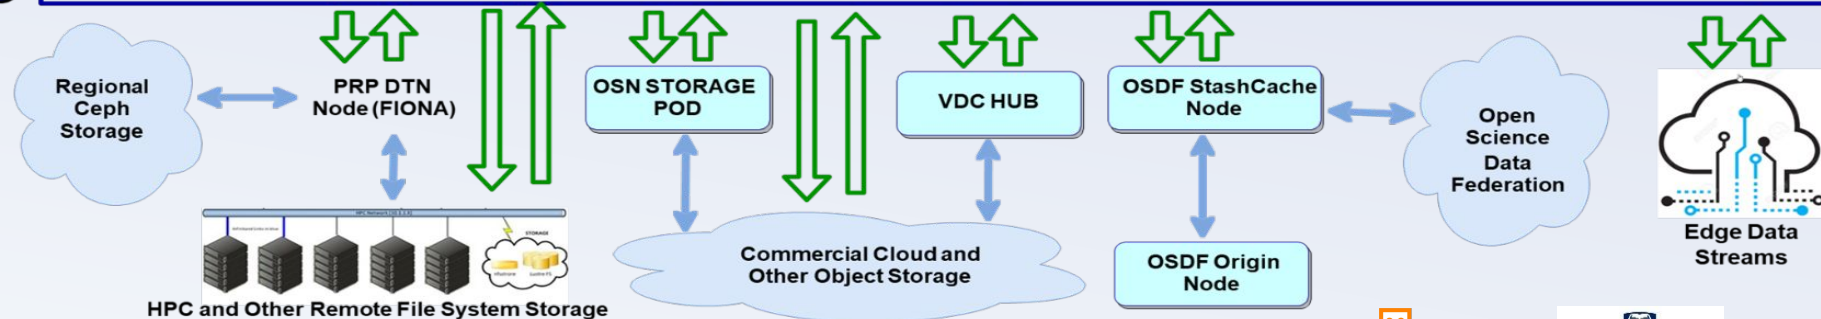 Regional
Ceph
Storage
PRP DTN
Node (FIONA)
OSN STORAGE
POD
VDC HUB
OSDF StashCache
Node
Open
Science
Data
Federation
STORAGE
Commercial Cloud and
Other Object Storage
OSDF Origin
Node
Edge Data
Streams
HPC and Other Remote File System Storage